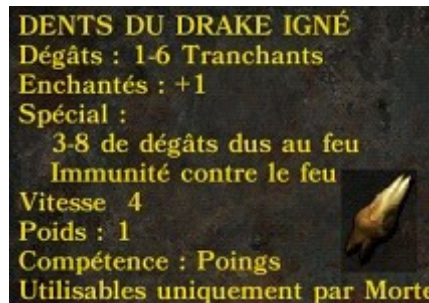 DENTS DU DRAKE IGNÉ
Dégâts : 1-6 Tranchants
Enchantés : +1
Spécial :
3-8 de dégâts dus au feu
Immunité contre le feu
Vitesse 4
Poids : 1
Compétence : Poings
Utilisables uniquement par Morte